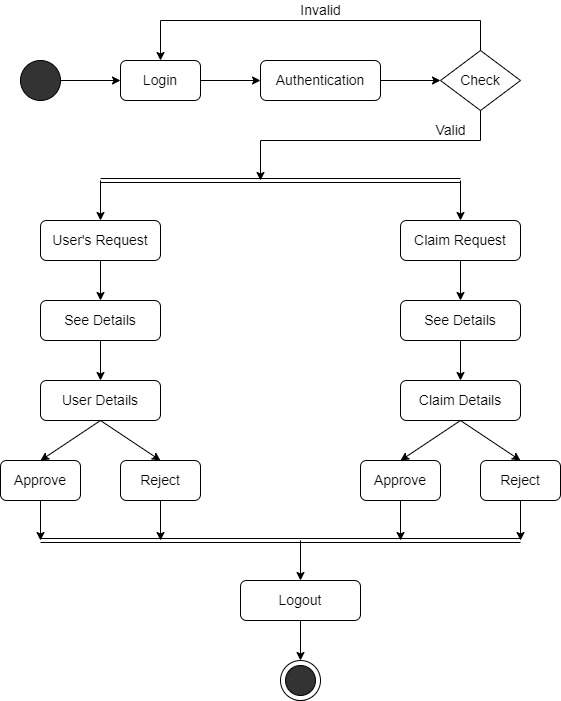 Invalid
Login
Authentication
Check
Valid
User's Request
Claim Request
See Details
See Details
User Details
Claim Details
Approve
Reject
Approve
Reject
Logout